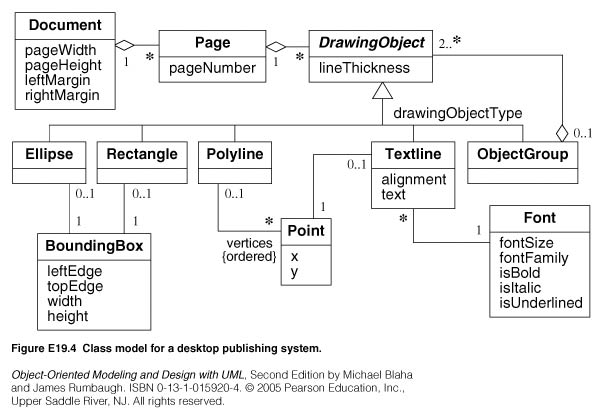 Document
pageWidth
pageHeight
leftMargin
rightMargin
1
*
Page
pageNumber
1
*
DrawingObject
lineThickness
2..*
0..1
drawingObjectType
Ellipse
Rectangle
Polyline
Textline
alignment
text
ObjectGroup
0..1
0..1
0..1
0..1
1
1
*
1
*
1
vertices
{ordered}
BoundingBox
leftEdge
topEdge
width
height
Point
x
y
Font
fontSize
fontFamily
isBold
isItalic
isUnderlined
Figure E19.4 Class model for a desktop publishing system.
Object-Oriented Modeling and Design with UML, Second Edition by Michael Blaha
and James Rumbaugh. ISBN 0-13-1-015920-4. © 2005 Pearson Education, Inc.,
Upper Saddle River, NJ. All rights reserved.